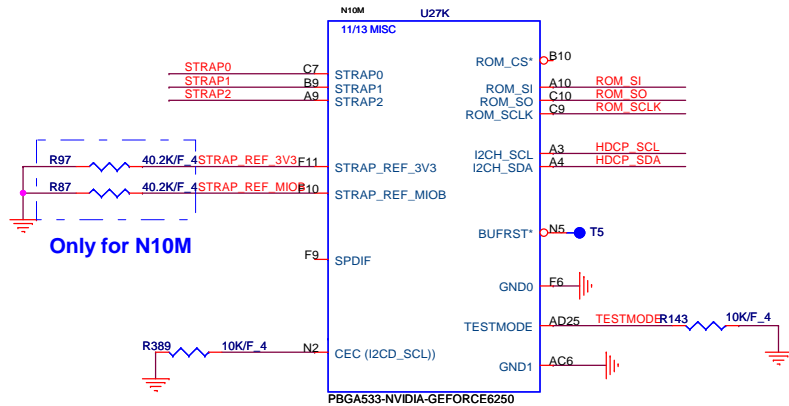 N10M
U27K
11/13 MISC
B10
ROM_CS*
STRAP0 C7 STRAP0
STRAP1 B9 STRAP1
STRAP2 A9 STRAP2
ROM_SI A10 ROM_SI
ROM_SO C10 ROM_SO
ROM_SCLK C9 ROM_SCLK
I2CH_SCL A3 HDCP_SCL
I2CH_SDA A4 HDCP_SDA
R97 40.2K/F_4 STRAP_REF_3V3 F11 STRAP_REF_3V3
R87 40.2K/F_4 STRAP_REF_MIOB F10 STRAP_REF_MIOB
Only for N10M
BUFRST* N5 T5
F9 SPDIF
GND0 F6
TESTMODE AD25 TESTMODE R143 10K/F_4
R389 10K/F_4 N2 CEC (I2CD_SCL))
GND1 AC6
PBGA533-NVIDIA-GEFORCE6250